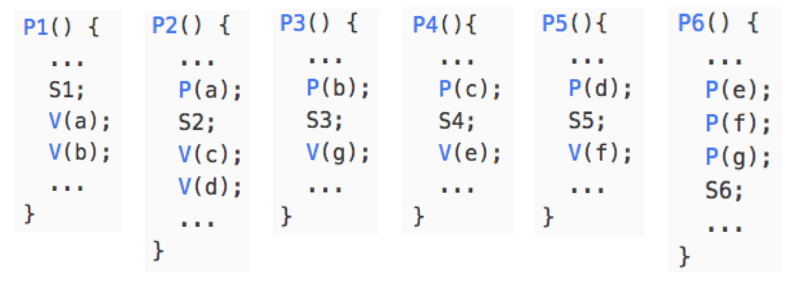 P1() {
...
S1;
V(a);
V(b);
...
}
P2() {
...
P(a);
S2;
V(c);
V(d);
...
}
P3() {
...
P(b);
S3;
V(g);
...
}
P4(){
...
P(c);
S4;
V(e);
...
}
P5(){
...
P(d);
S5;
V(f);
...
}
P6() {
...
P(e);
P(f);
P(g);
S6;
...
}